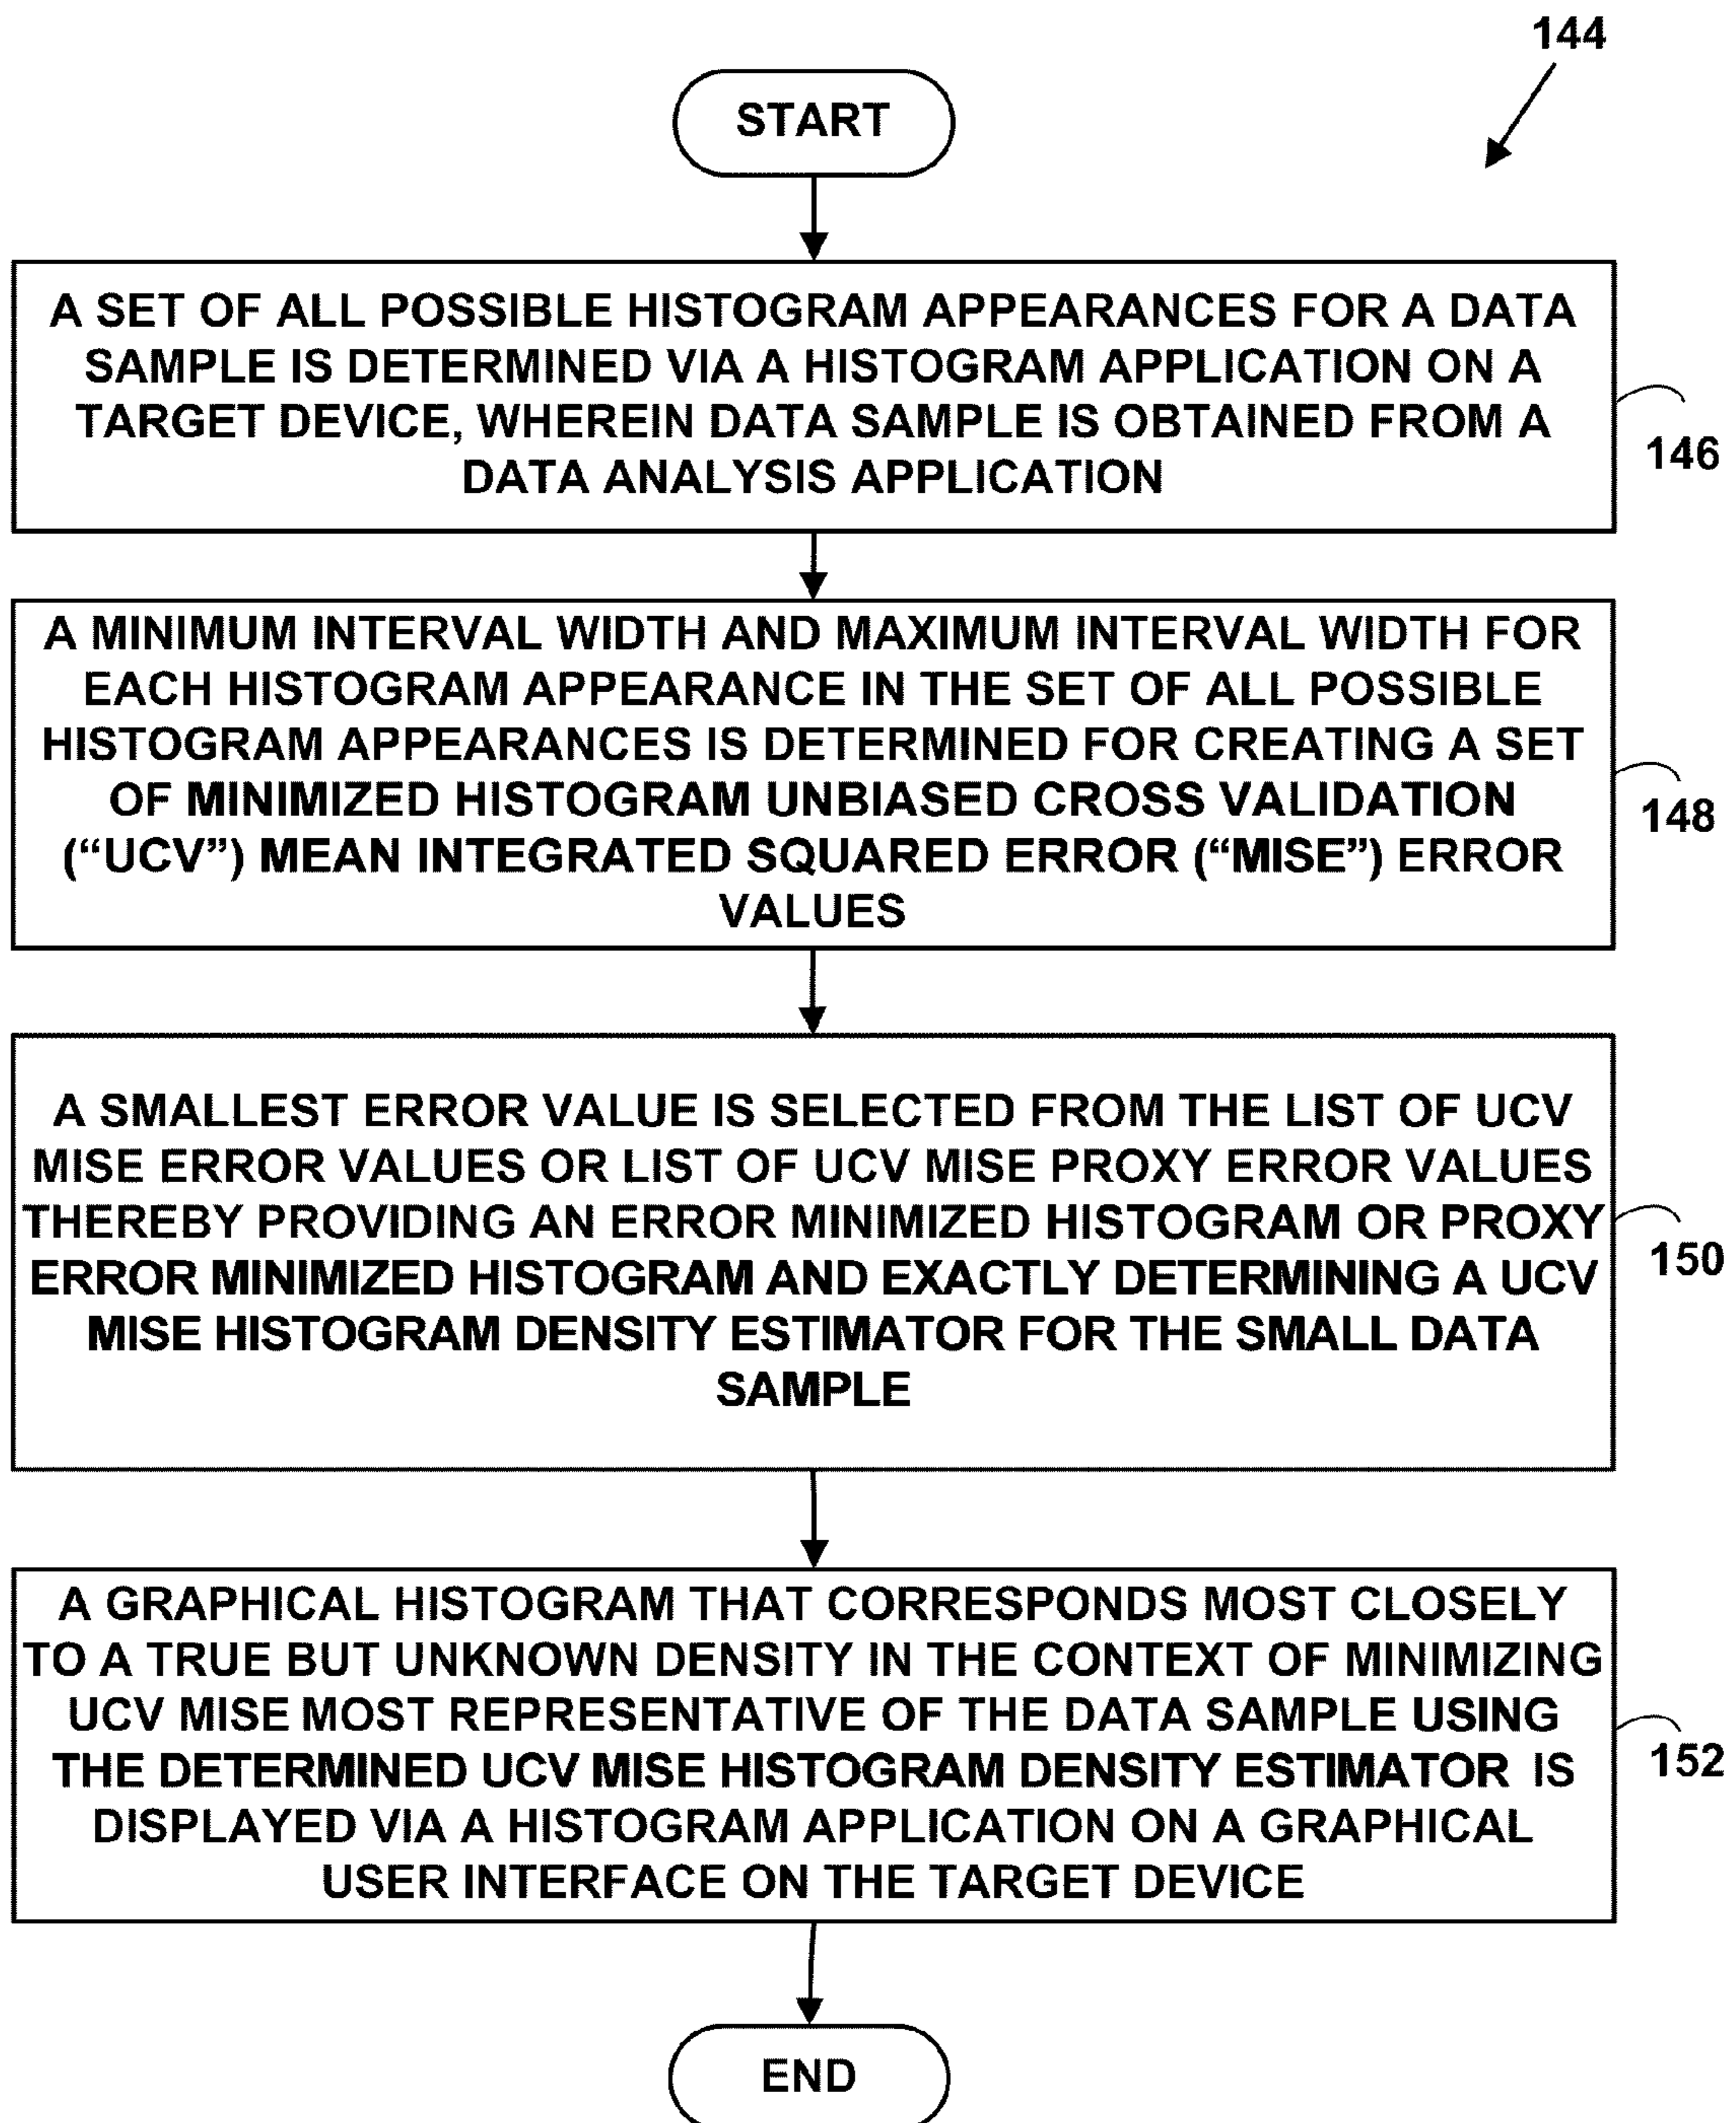 144
START
A SET OF ALL POSSIBLE HISTOGRAM APPEARANCES FOR A DATA
SAMPLE IS DETERMINED VIA A HISTOGRAM APPLICATION ON A
TARGET DEVICE, WHEREIN DATA SAMPLE IS OBTAINED FROM A
DATA ANALYSIS APPLICATION
146
A MINIMUM INTERVAL WIDTH AND MAXIMUM INTERVAL WIDTH FOR
EACH HISTOGRAM APPEARANCE IN THE SET OF ALL POSSIBLE
HISTOGRAM APPEARANCES IS DETERMINED FOR CREATING A SET
OF MINIMIZED HISTOGRAM UNBIASED CROSS VALIDATION
(“UCV”) MEAN INTEGRATED SQUARED ERROR (“MISE”) ERROR
VALUES
148
A SMALLEST ERROR VALUE IS SELECTED FROM THE LIST OF UCV
MISE ERROR VALUES OR LIST OF UCV MISE PROXY ERROR VALUES
THEREBY PROVIDING AN ERROR MINIMIZED HISTOGRAM OR PROXY
ERROR MINIMIZED HISTOGRAM AND EXACTLY DETERMINING A UCV
MISE HISTOGRAM DENSITY ESTIMATOR FOR THE SMALL DATA
SAMPLE
150
A GRAPHICAL HISTOGRAM THAT CORRESPONDS MOST CLOSELY
TO A TRUE BUT UNKNOWN DENSITY IN THE CONTEXT OF MINIMIZING
UCV MISE MOST REPRESENTATIVE OF THE DATA SAMPLE USING
THE DETERMINED UCV MISE HISTOGRAM DENSITY ESTIMATOR IS
DISPLAYED VIA A HISTOGRAM APPLICATION ON A GRAPHICAL
USER INTERFACE ON THE TARGET DEVICE
152
END